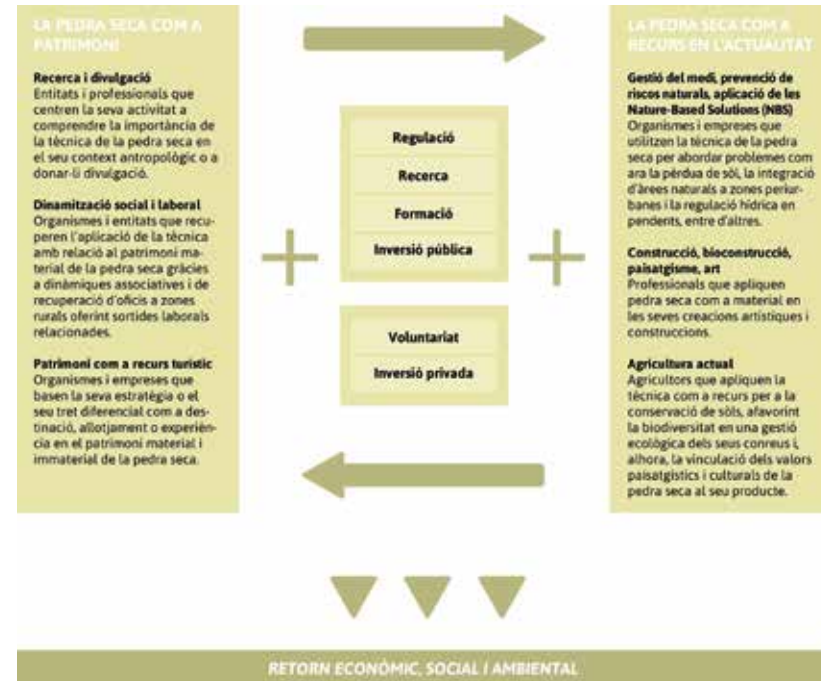 LA PEDRA SECA COM A
PATRIMONI
Recerca i divulgació
Entitats i professionals que
centren la seva activitat a
comprendre la importància de
la tècnica de la pedra seca en
el seu context antropològic o a
donar-li divulgació.
Dinamització social i laboral
Organismes i entitats que recu-
peren l'aplicació de la tècnica
amb relació al patrimoni ma-
terial de la pedra seca gràcies
a dinàmiques associatives i de
recuperació d'oficis a zones
rurals oferint sortides laborals
relacionades.
Patrimoni com a recurs turístic
Organismes i empreses que
basen la seva estratègia o el
seu tret diferencial com a des-
tinació, allotjament o experièn-
cia en el patrimoni material i
immaterial de la pedra seca.
Regulació
Recerca
Formació
Inversió pública
Voluntariat
Inversió privada
LA PEDRA SECA COM A
RECURS EN L'ACTUALITAT
Gestió del medi, prevenció de
riscos naturals, aplicació de les
Nature-Based Solutions (NBS)
Organismes i empreses que
utilitzen la tècnica de la pedra
seca per abordar problemes com
ara la pèrdua de sòl, la integració
d'àrees naturals a zones periur-
banes i la regulació hídrica en
pendents, entre d'altres.
Construcció, bioconstrucció,
paisatgisme, art
Professionals que apliquen
pedra seca com a material en
les seves creacions artístiques i
construccions.
Agricultura actual
Agricultors que apliquen la
tècnica com a recurs per a la
conservació de sòls, afavorint
la biodiversitat en una gestió
ecològica dels seus conreus i,
alhora, la vinculació dels valors
paisatgístics i culturals de la
pedra seca al seu producte.
RETORN ECONÒMIC, SOCIAL I AMBIENTAL